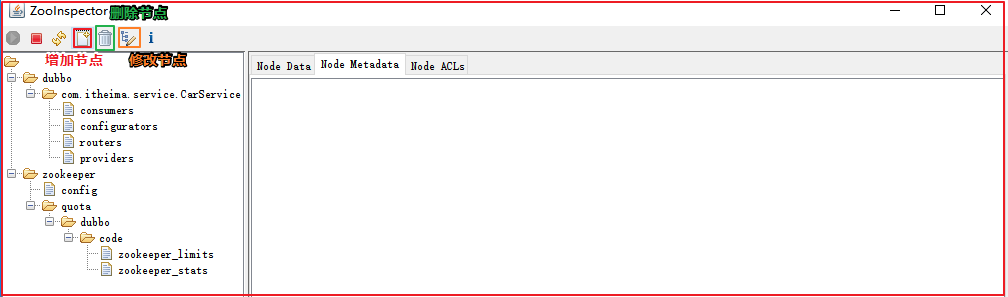 ZooInspector
删除节点
增加节点
修改节点
Node Data
Node Metadata
Node ACLs
dubbo
com.itheima.service.CarService
consumers
configurators
routers
providers
zookeeper
config
quota
dubbo
code
zookeeper_limits
zookeeper_stats